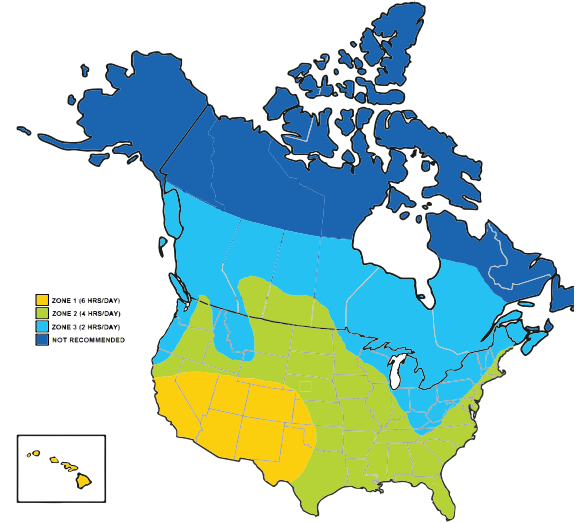 ZONE 1 (6 HRS/DAY)
ZONE 2 (4 HRS/DAY)
ZONE 3 (2 HRS/DAY)
NOT RECOMMENDED